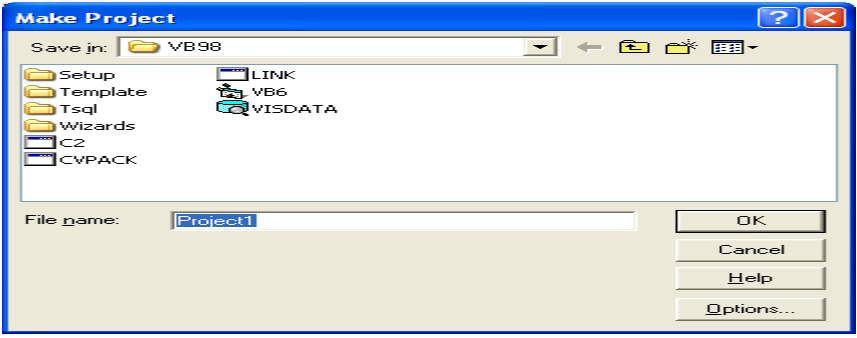 Make Project
Save in: VB98
Setup LINK
Template VB6
Tsql VISDATA
Wizards
C2
CVPACK
File name: Project1 OK
Cancel
Help
Options...